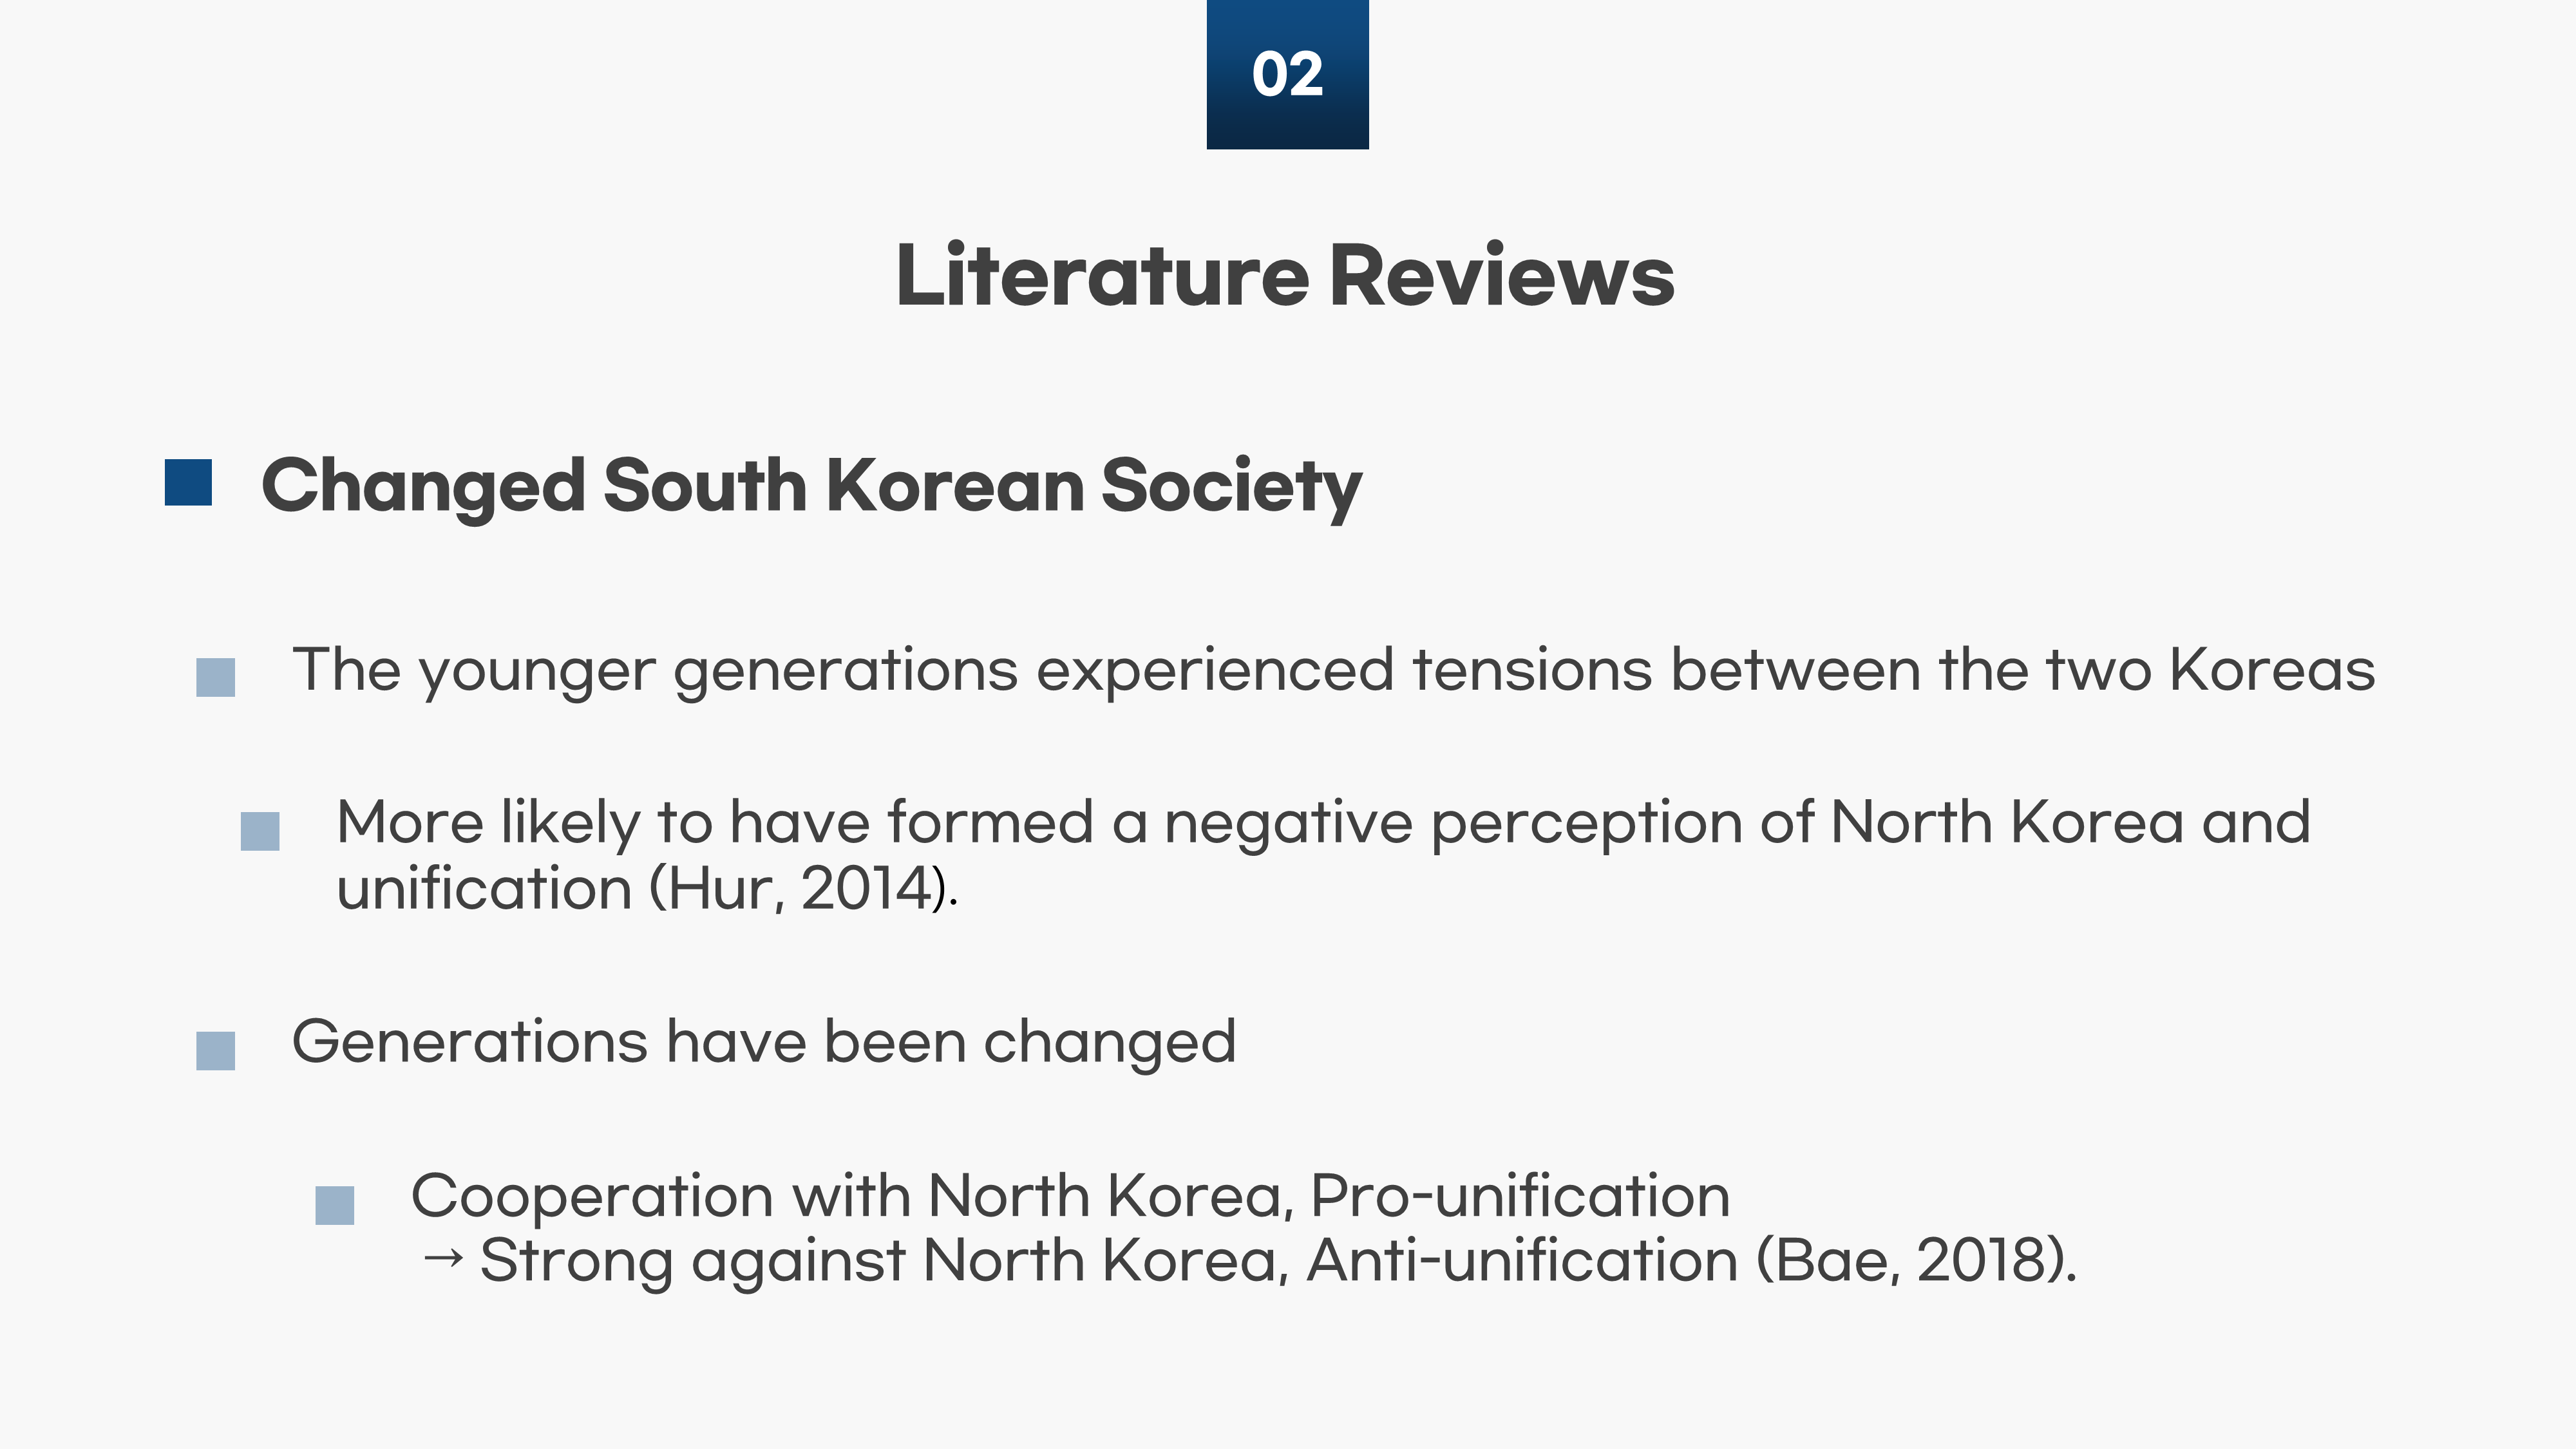 02
Literature Reviews
Changed South Korean Society
The younger generations experienced tensions between the two Koreas
More likely to have formed a negative perception of North Korea and
unification (Hur, 2014).
Generations have been changed
Cooperation with North Korea, Pro-unification
→ Strong against North Korea, Anti-unification (Bae, 2018).